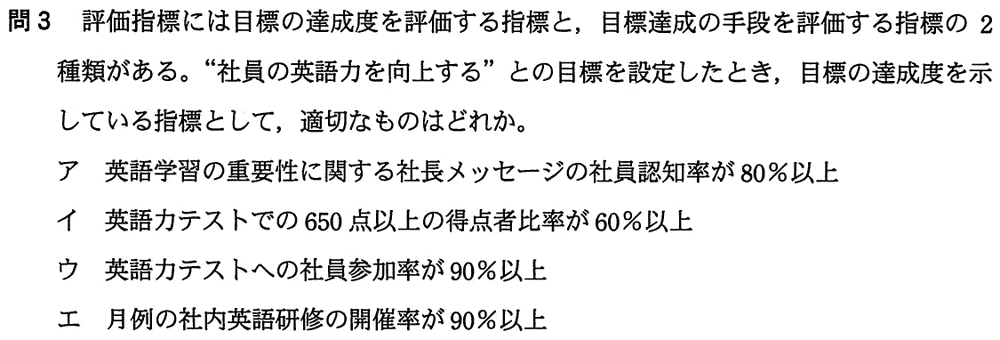 問3 評価指標には目標の達成度を評価する指標と，目標達成の手段を評価する指標の 2
種類がある。“社員の英語力を向上する” との目標を設定したとき，目標の達成度を示
している指標として，適切なものはどれか。
ア 英語学習の重要性に関する社長メッセージの社員認知率が 80％以上
イ 英語力テストでの 650 点以上の得点者比率が 60％以上
ウ 英語力テストへの社員参加率が 90％以上
エ 月例の社内英語研修の開催率が 90％以上